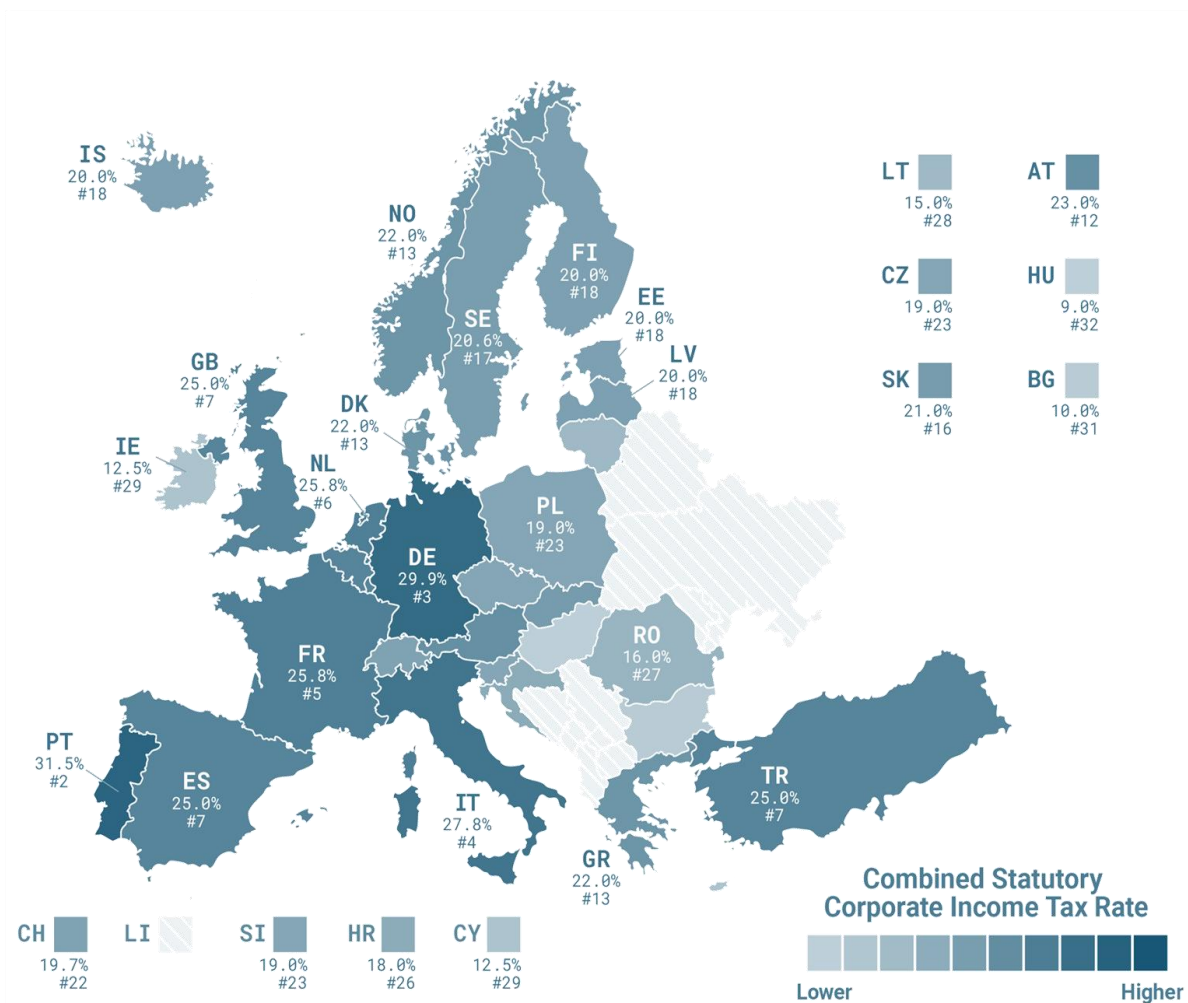 IS
20.0%
#18
NO
22.0%
#13
FI
20.0%
#18
SE
20.6%
#17
EE
20.0%
#18
LV
20.0%
#18
LT
15.0%
#28
AT
23.0%
#12
CZ
19.0%
#23
HU
9.0%
#32
SK
21.0%
#16
BG
10.0%
#31
GB
25.0%
#7
DK
22.0%
#13
IE
12.5%
#29
NL
25.8%
#6
PL
19.0%
#23
DE
29.9%
#3
FR
25.8%
#5
RO
16.0%
#27
PT
31.5%
#2
ES
25.0%
#7
IT
27.8%
#4
TR
25.0%
#7
GR
22.0%
#13
CH
19.7%
#22
LI
SI
19.0%
#23
HR
18.0%
#26
CY
12.5%
#29
Combined Statutory
Corporate Income Tax Rate
Lower
Higher